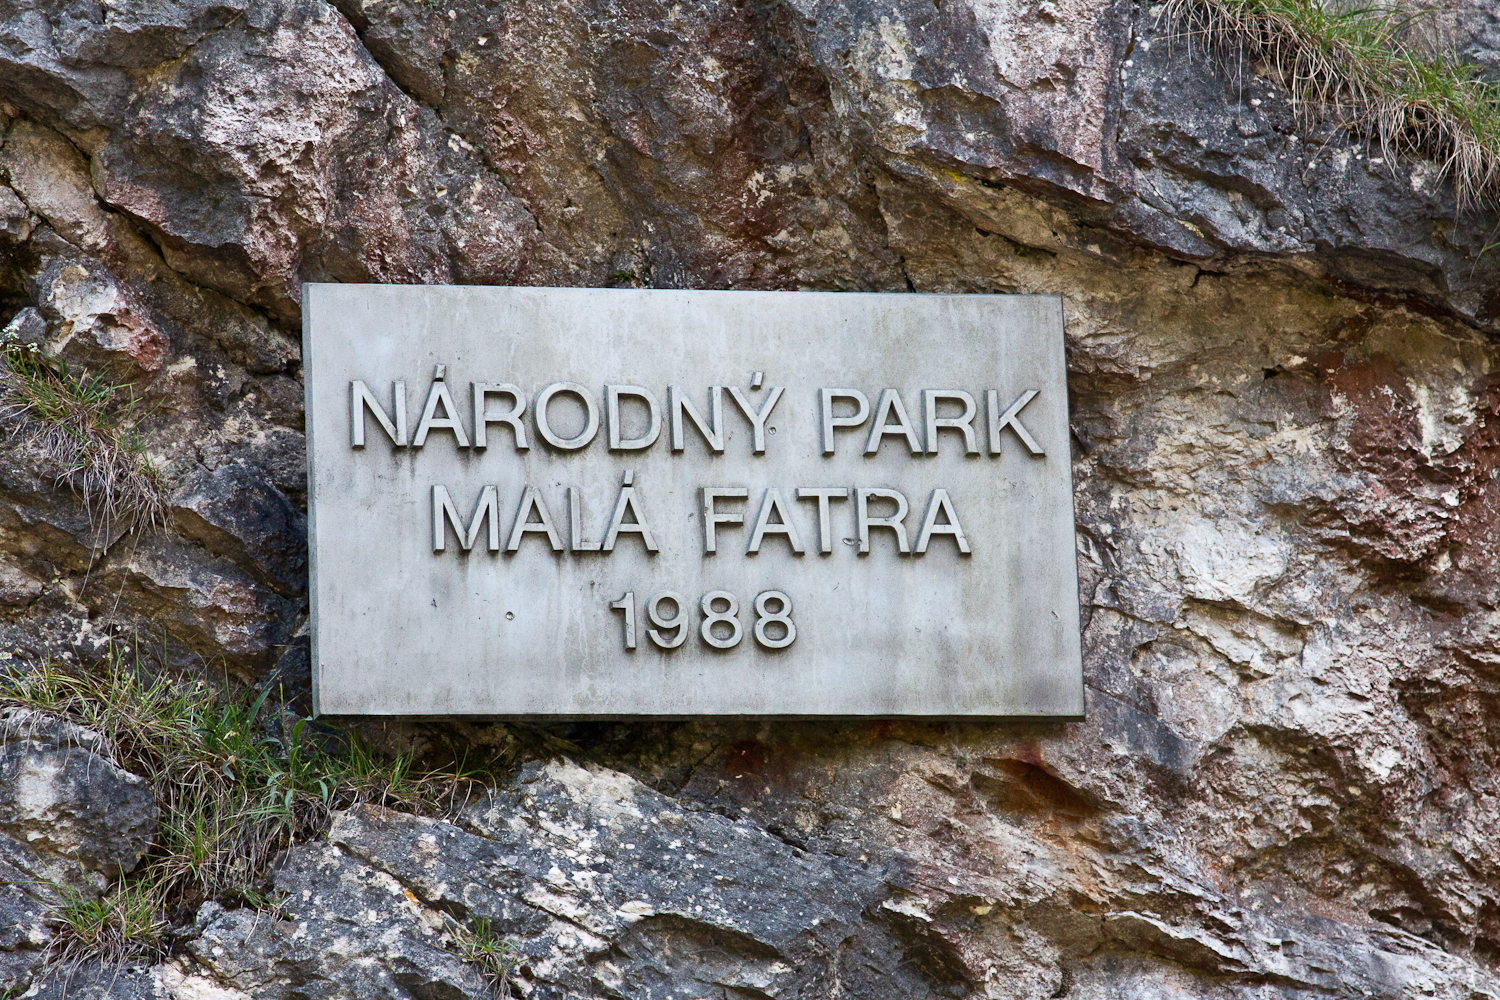 NÁRODNÝ PARK
MALÁ FATRA
1988